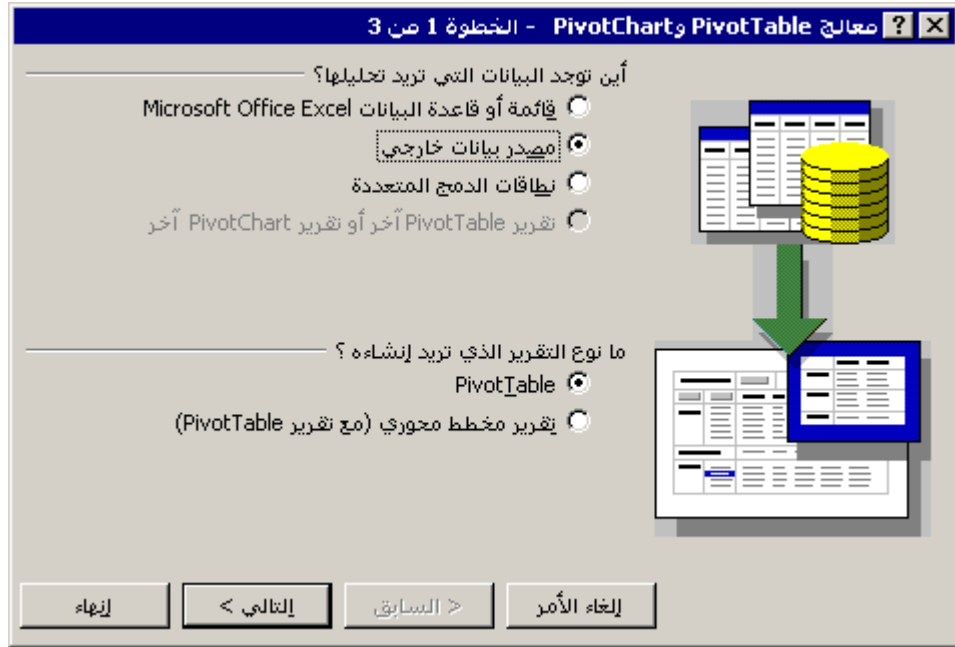 معالج PivotTable وPivotChart - الخطوة 1 من 3
أين توجد البيانات التي تريد تحليلها؟
قائمة أو قاعدة البيانات Microsoft Office Excel
مصدر بيانات خارجي
نطاقات الدمج المتعددة
تقرير PivotTable آخر أو تقرير PivotChart آخر
ما نوع التقرير الذي تريد إنشاءه ؟
PivotTable
تقرير مخطط محوري (مع تقرير PivotTable)
إلغاء الأمر
< السابق
التالي >
إنهاء